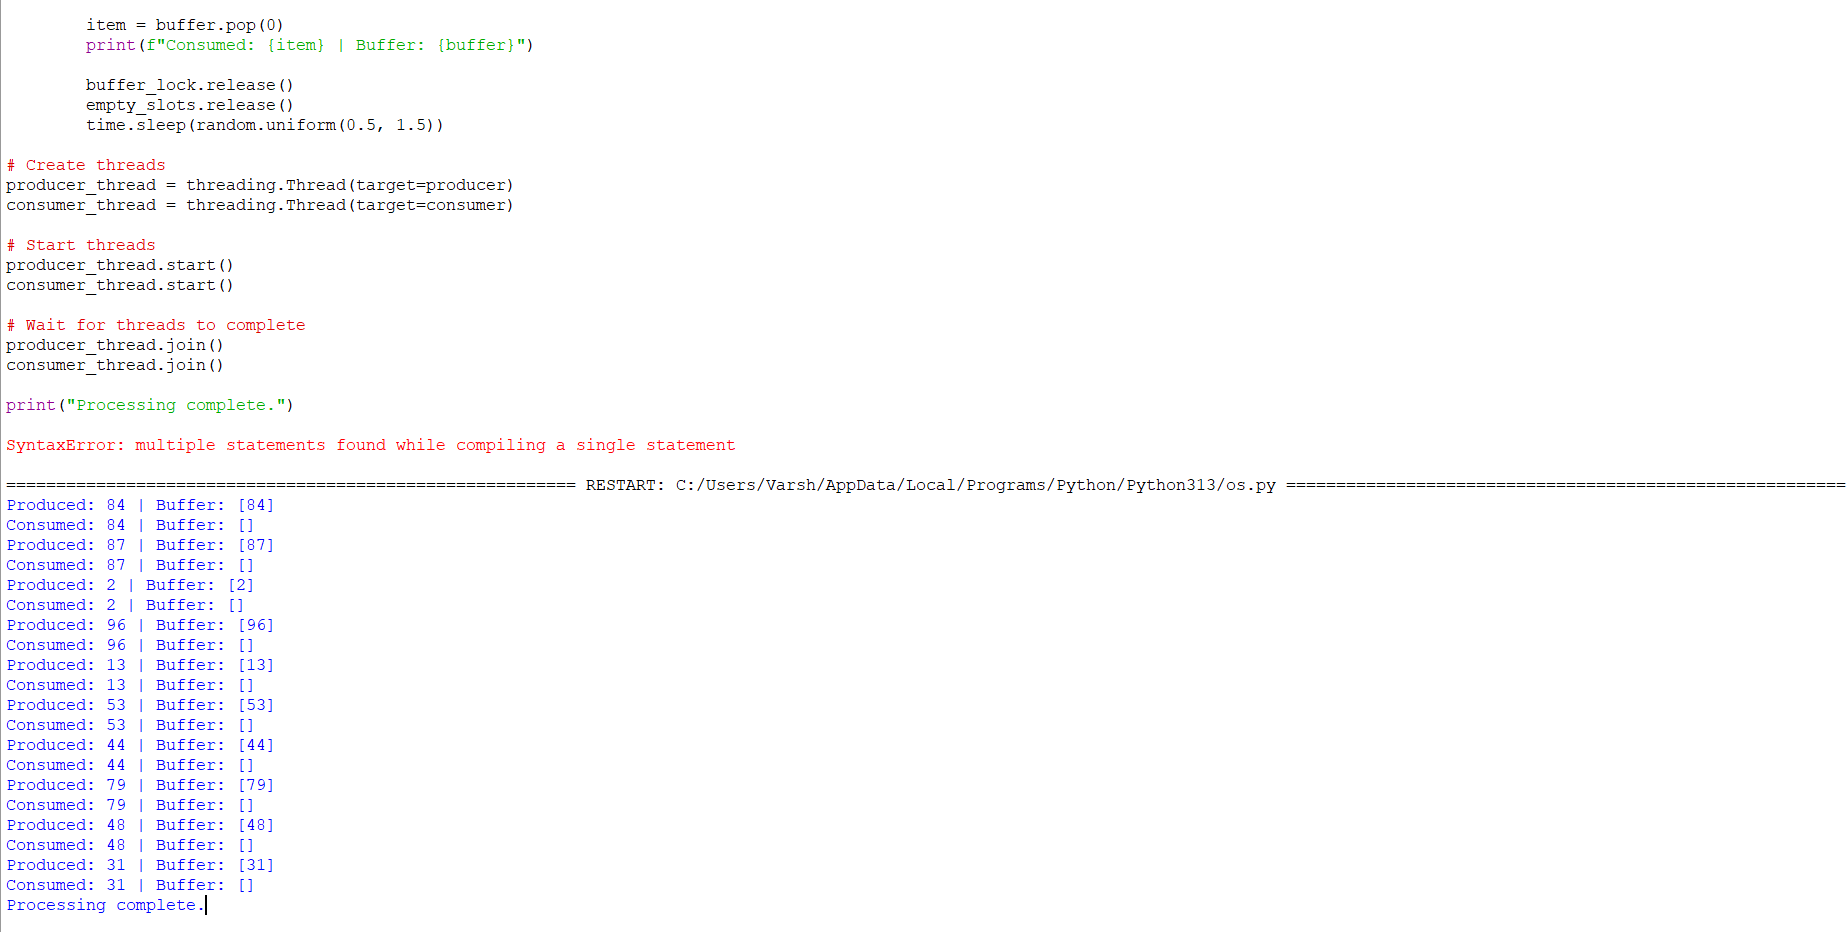 item = buffer.pop(0)
print(f"Consumed: {item} | Buffer: {buffer}")
buffer_lock.release()
empty_slots.release()
time.sleep(random.uniform(0.5, 1.5))
# Create threads
producer_thread = threading.Thread(target=producer)
consumer_thread = threading.Thread(target=consumer)
# Start threads
producer_thread.start()
consumer_thread.start()
# Wait for threads to complete
producer_thread.join()
consumer_thread.join()
print("Processing complete.")
SyntaxError: multiple statements found while compiling a single statement
========================================================= RESTART: C:/Users/Varsh/AppData/Local/Programs/Python/Python313/os.py ========================================================
Produced: 84 | Buffer: [84]
Consumed: 84 | Buffer: []
Produced: 87 | Buffer: [87]
Consumed: 87 | Buffer: []
Produced: 2 | Buffer: [2]
Consumed: 2 | Buffer: []
Produced: 96 | Buffer: [96]
Consumed: 96 | Buffer: []
Produced: 13 | Buffer: [13]
Consumed: 13 | Buffer: []
Produced: 53 | Buffer: [53]
Consumed: 53 | Buffer: []
Produced: 44 | Buffer: [44]
Consumed: 44 | Buffer: []
Produced: 79 | Buffer: [79]
Consumed: 79 | Buffer: []
Produced: 48 | Buffer: [48]
Consumed: 48 | Buffer: []
Produced: 31 | Buffer: [31]
Consumed: 31 | Buffer: []
Processing complete.